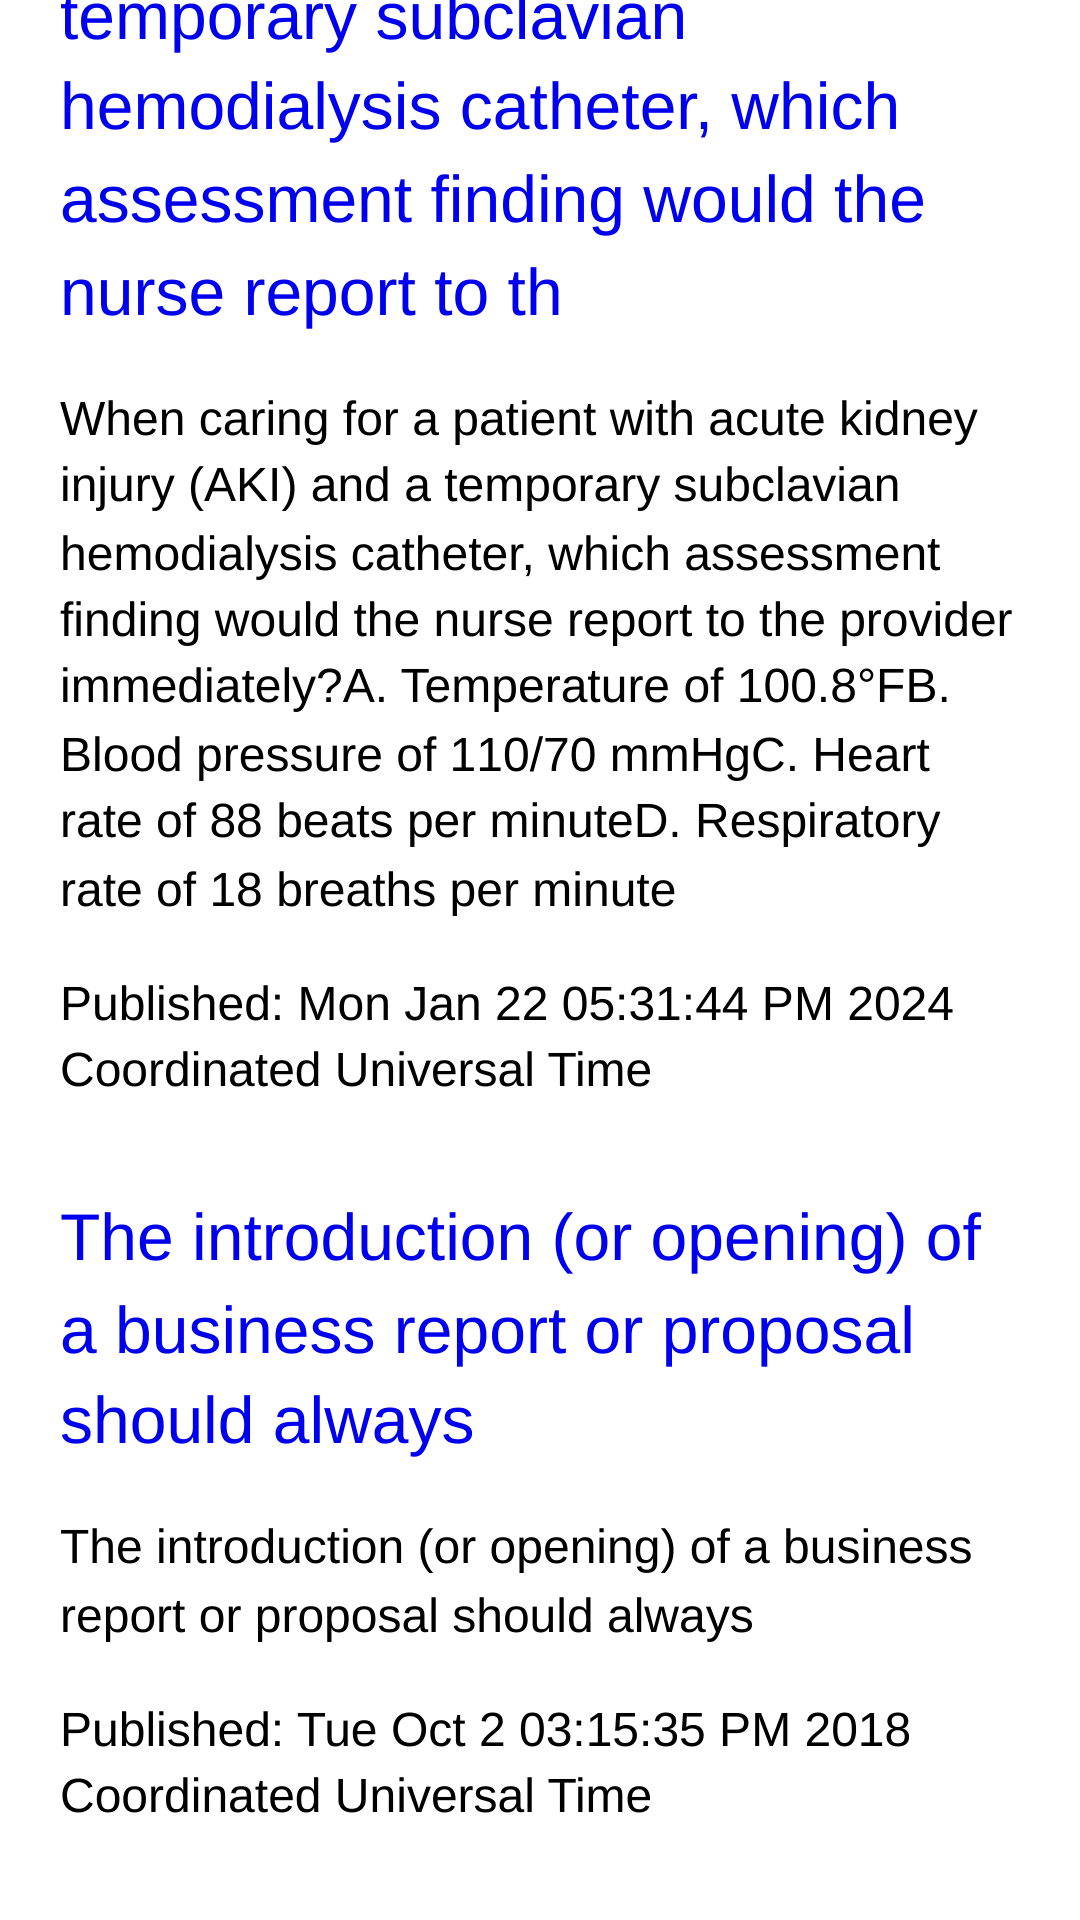 temporary subclavian
hemodialysis catheter, which
assessment finding would the
nurse report to th
When caring for a patient with acute kidney
injury (AKI) and a temporary subclavian
hemodialysis catheter, which assessment
finding would the nurse report to the provider
immediately?A. Temperature of 100.8°FB.
Blood pressure of 110/70 mmHgC. Heart
rate of 88 beats per minuteD. Respiratory
rate of 18 breaths per minute
Published: Mon Jan 22 05:31:44 PM 2024
Coordinated Universal Time
The introduction (or opening) of
a business report or proposal
should always
The introduction (or opening) of a business
report or proposal should always
Published: Tue Oct 2 03:15:35 PM 2018
Coordinated Universal Time